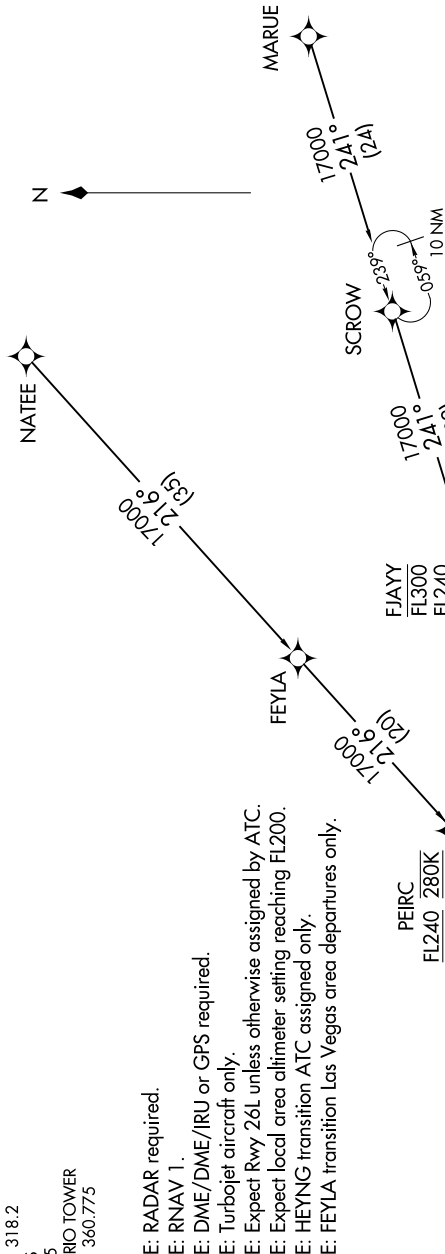 318.2
RIO TOWER
360.775
E: RADAR required.
E: RNAV 1.
E: DME/DME/IRU or GPS required.
E: Turbojet aircraft only.
E: Expect Rwy 26L unless otherwise assigned by ATC.
E: Expect local area altimeter setting reaching FL200.
E: HEYNG transition ATC assigned only.
E: FEYLA transition Las Vegas area departures only.
N
NATEE
17000
216°
(35)
FEYLA
17000
216°
(20)
PEIRC
FL240 280K
MARUE
17000
241°
(24)
SCROW
239°
059°
10 NM
17000
241°
FJAYY
FL300
FL240